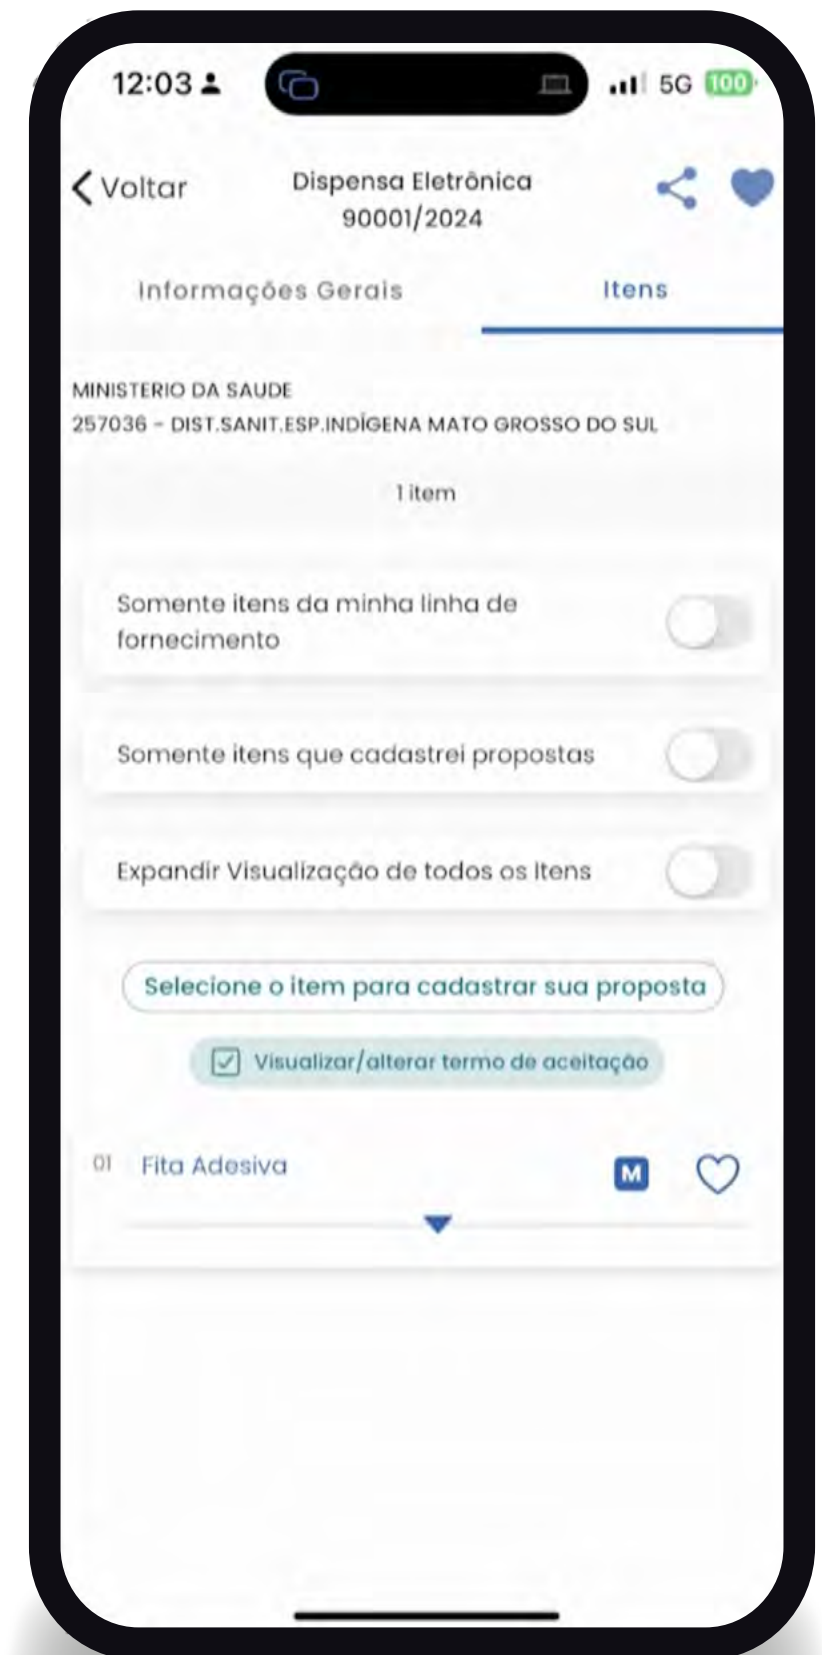 12:03
5G 100
Voltar
Dispensa Eletrônica
90001/2024
Informações Gerais
Itens
MINISTERIO DA SAUDE
257036 - DIST.SANIT.ESP.INDÍGENA MATO GROSSO DO SUL
1 item
Somente itens da minha linha de
fornecimento
Somente itens que cadastrei propostas
Expandir Visualização de todos os Itens
Selecione o item para cadastrar sua proposta
Visualizar/alterar termo de aceitação
01 Fita Adesiva M